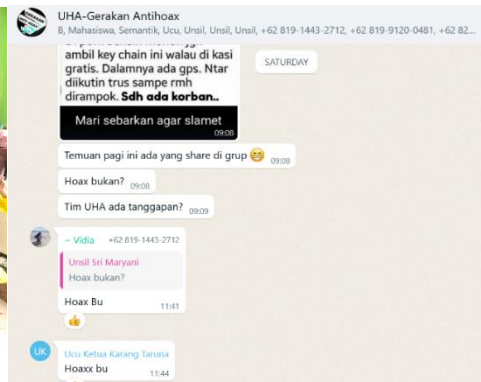 UHA-Gerakan Antihoax
B, Mahasiswa, Semantik, Ucu, Unsil, Unsil, Unsil, +62 819-1443-2712, +62 819-9120-0481, +62 82...
SATURDAY
ambil key chain ini walau di kasi
gratis. Dalamnya ada gps. Ntar
diikutin trus sampe rmh
dirampok. Sdh ada korban..
Mari sebarkan agar slamet
09:08
Temuan pagi ini ada yang share di grup 😄 09:08
Hoax bukan? 09:08
Tim UHA ada tanggapan? 09:09
~ Vidia +62 819-1443-2712
Unsil Sri Maryani
Hoax bukan?
Hoax Bu
11:41
👍
UK
Ucu Ketua Karang Taruna
Hoaxx bu
11:44